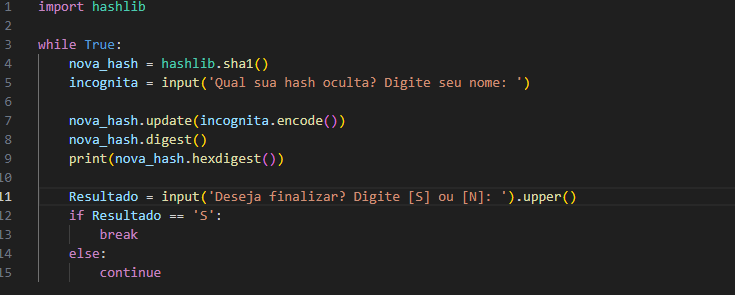 1 import hashlib
2
3 while True:
4     nova_hash = hashlib.sha1()
5     incognita = input('Qual sua hash oculta? Digite seu nome: ')
6
7     nova_hash.update(incognita.encode())
8     nova_hash.digest()
9     print(nova_hash.hexdigest())
10
11     Resultado = input('Deseja finalizar? Digite [S] ou [N]: ').upper()
12     if Resultado == 'S':
13         break
14     else:
15         continue